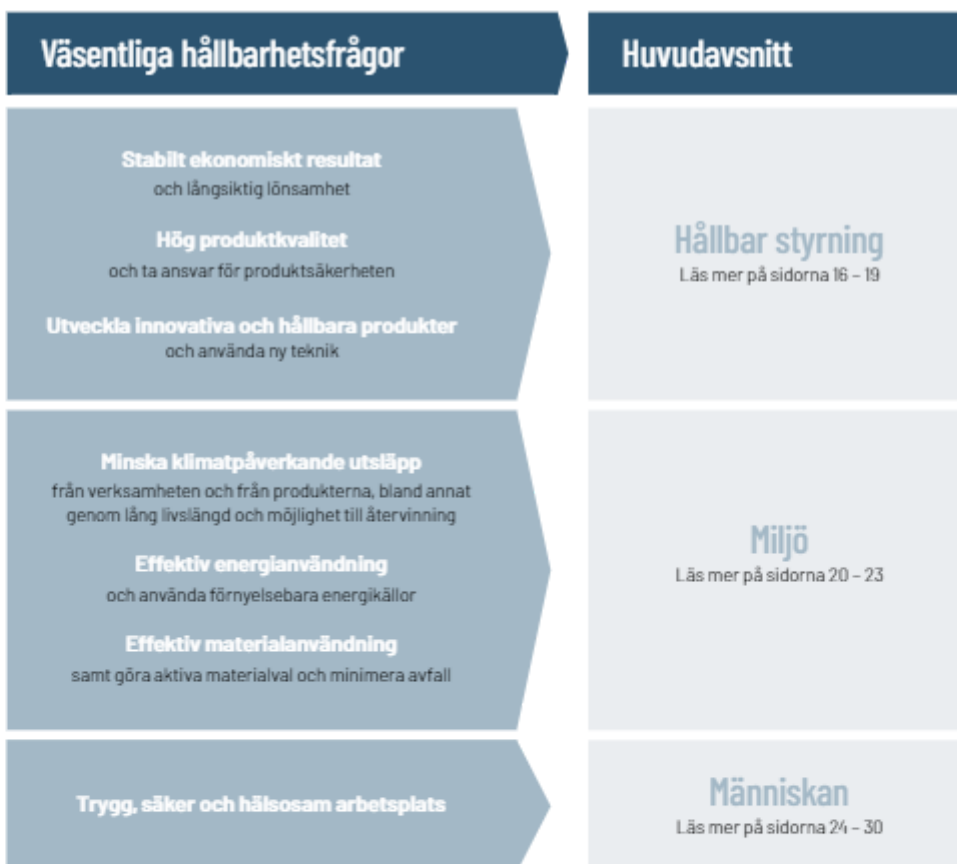 Väsentliga hållbarhetsfrågor
Huvudavsnitt
Stabilt ekonomiskt resultat
och långsiktig lönsamhet
Hög produktkvalitet
och ta ansvar för produktsäkerheten
Utveckla innovativa och hållbara produkter
och använda ny teknik
Hållbar styrning
Läs mer på sidorna 16 – 19
Minska klimatpåverkande utsläpp
från verksamheten och från produkterna, bland annat
genom lång livslängd och möjlighet till återvinning
Effektiv energianvändning
och använda förnyelsebara energikällor
Effektiv materialanvändning
samt göra aktiva materialval och minimera avfall
Miljö
Läs mer på sidorna 20 – 23
Trygg, säker och hälsosam arbetsplats
Människan
Läs mer på sidorna 24 – 30